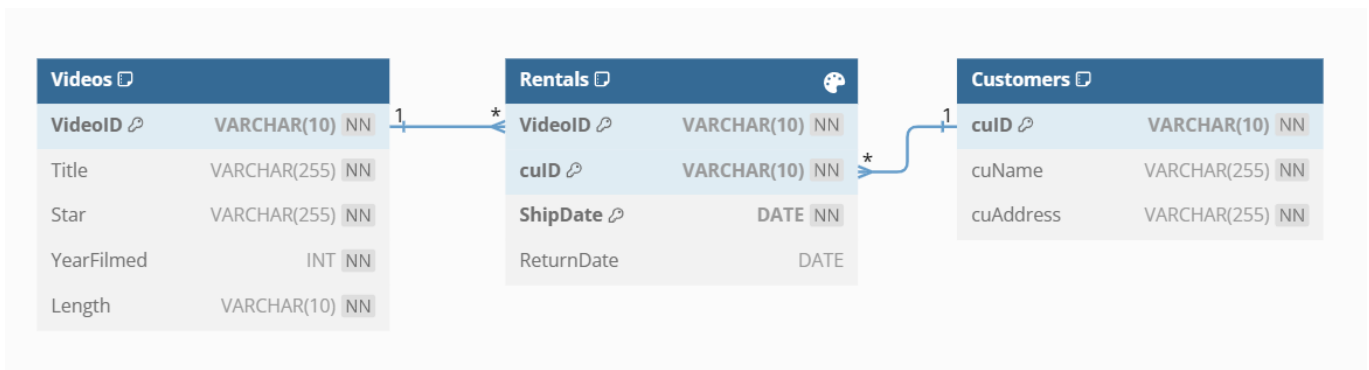 Videos
VideoID VARCHAR(10) NN
Title VARCHAR(255) NN
Star VARCHAR(255) NN
YearFilmed INT NN
Length VARCHAR(10) NN
1 *
Rentals
VideoID VARCHAR(10) NN
cuID VARCHAR(10) NN
ShipDate DATE NN
ReturnDate DATE
* 1
Customers
cuID VARCHAR(10) NN
cuName VARCHAR(255) NN
cuAddress VARCHAR(255) NN